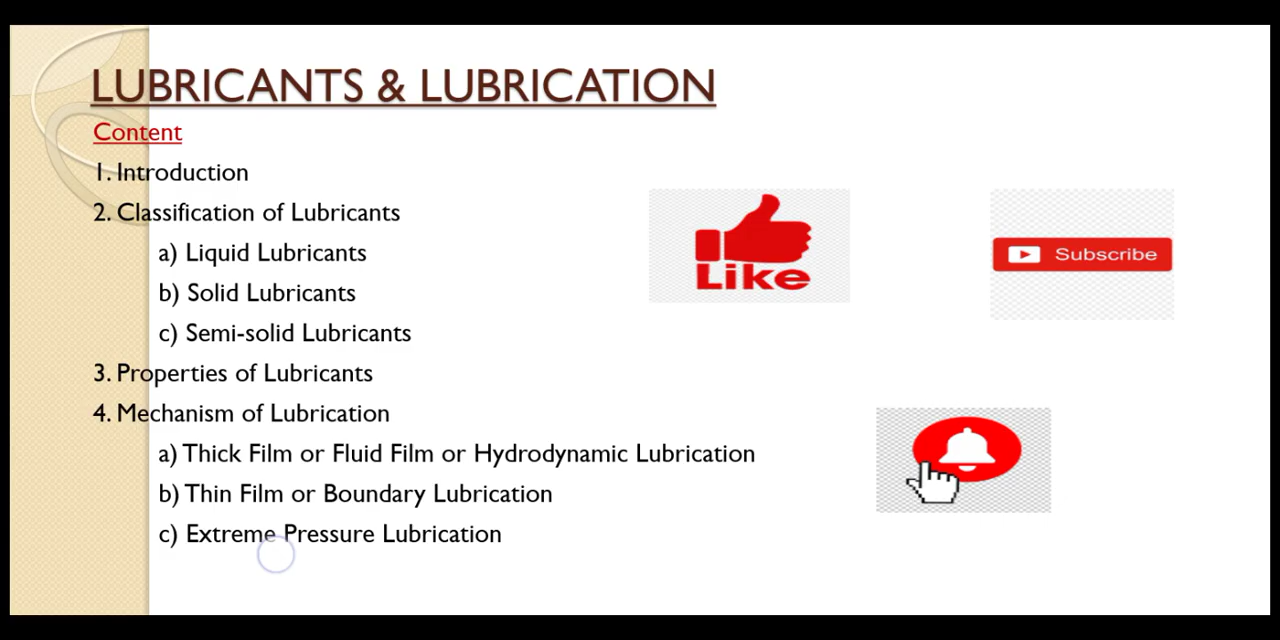 LUBRICANTS & LUBRICATION
Content
1. Introduction
2. Classification of Lubricants
a) Liquid Lubricants
b) Solid Lubricants
c) Semi-solid Lubricants
3. Properties of Lubricants
4. Mechanism of Lubrication
a) Thick Film or Fluid Film or Hydrodynamic Lubrication
b) Thin Film or Boundary Lubrication
c) Extreme Pressure Lubrication
Like
Subscribe